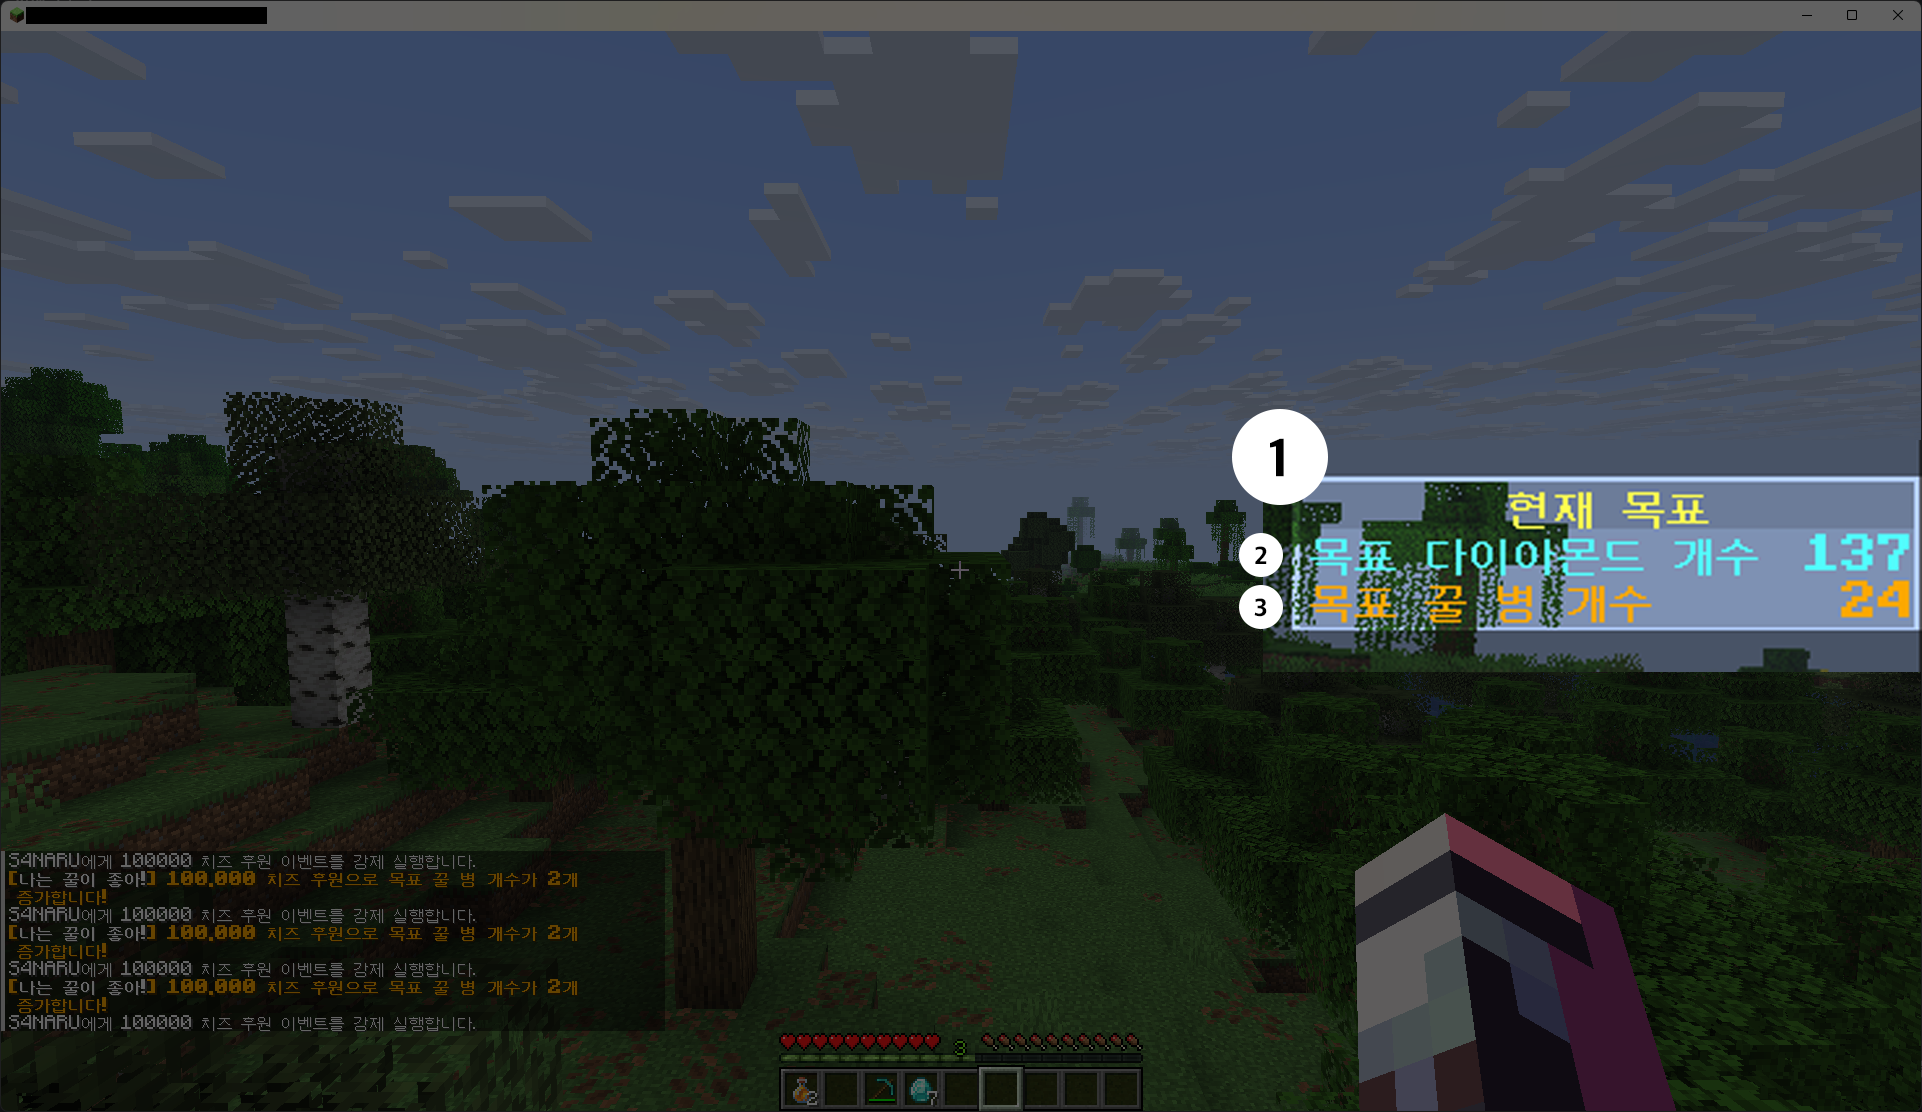 1
현재 목표
2 목표 다이아몬드 개수 137
3 목표 꿀 병 개수 24
S4NARU에게 100000 치즈 후원 이벤트를 강제 실행합니다.
[나는 꿀이 좋아!] 100,000 치즈 후원으로 목표 꿀 병 개수가 2개
증가합니다!
S4NARU에게 100000 치즈 후원 이벤트를 강제 실행합니다.
[나는 꿀이 좋아!] 100,000 치즈 후원으로 목표 꿀 병 개수가 2개
증가합니다!
S4NARU에게 100000 치즈 후원 이벤트를 강제 실행합니다.
[나는 꿀이 좋아!] 100,000 치즈 후원으로 목표 꿀 병 개수가 2개
증가합니다!
S4NARU에게 100000 치즈 후원 이벤트를 강제 실행합니다.
3
2 7